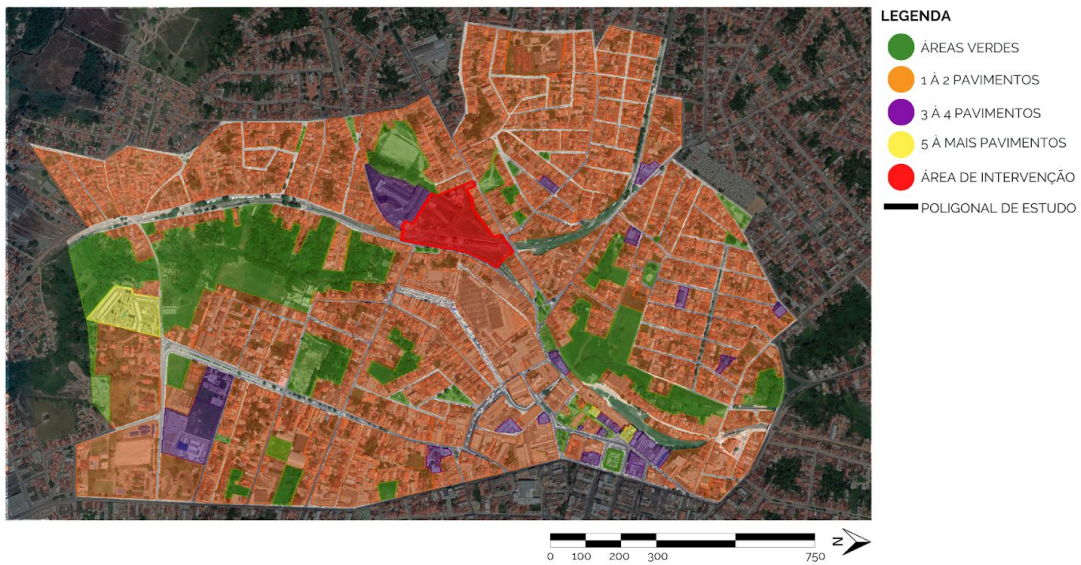 LEGENDA
ÁREAS VERDES
1 À 2 PAVIMENTOS
3 À 4 PAVIMENTOS
5 À MAIS PAVIMENTOS
ÁREA DE INTERVENÇÃO
POLIGONAL DE ESTUDO
0 100 200 300 750
N